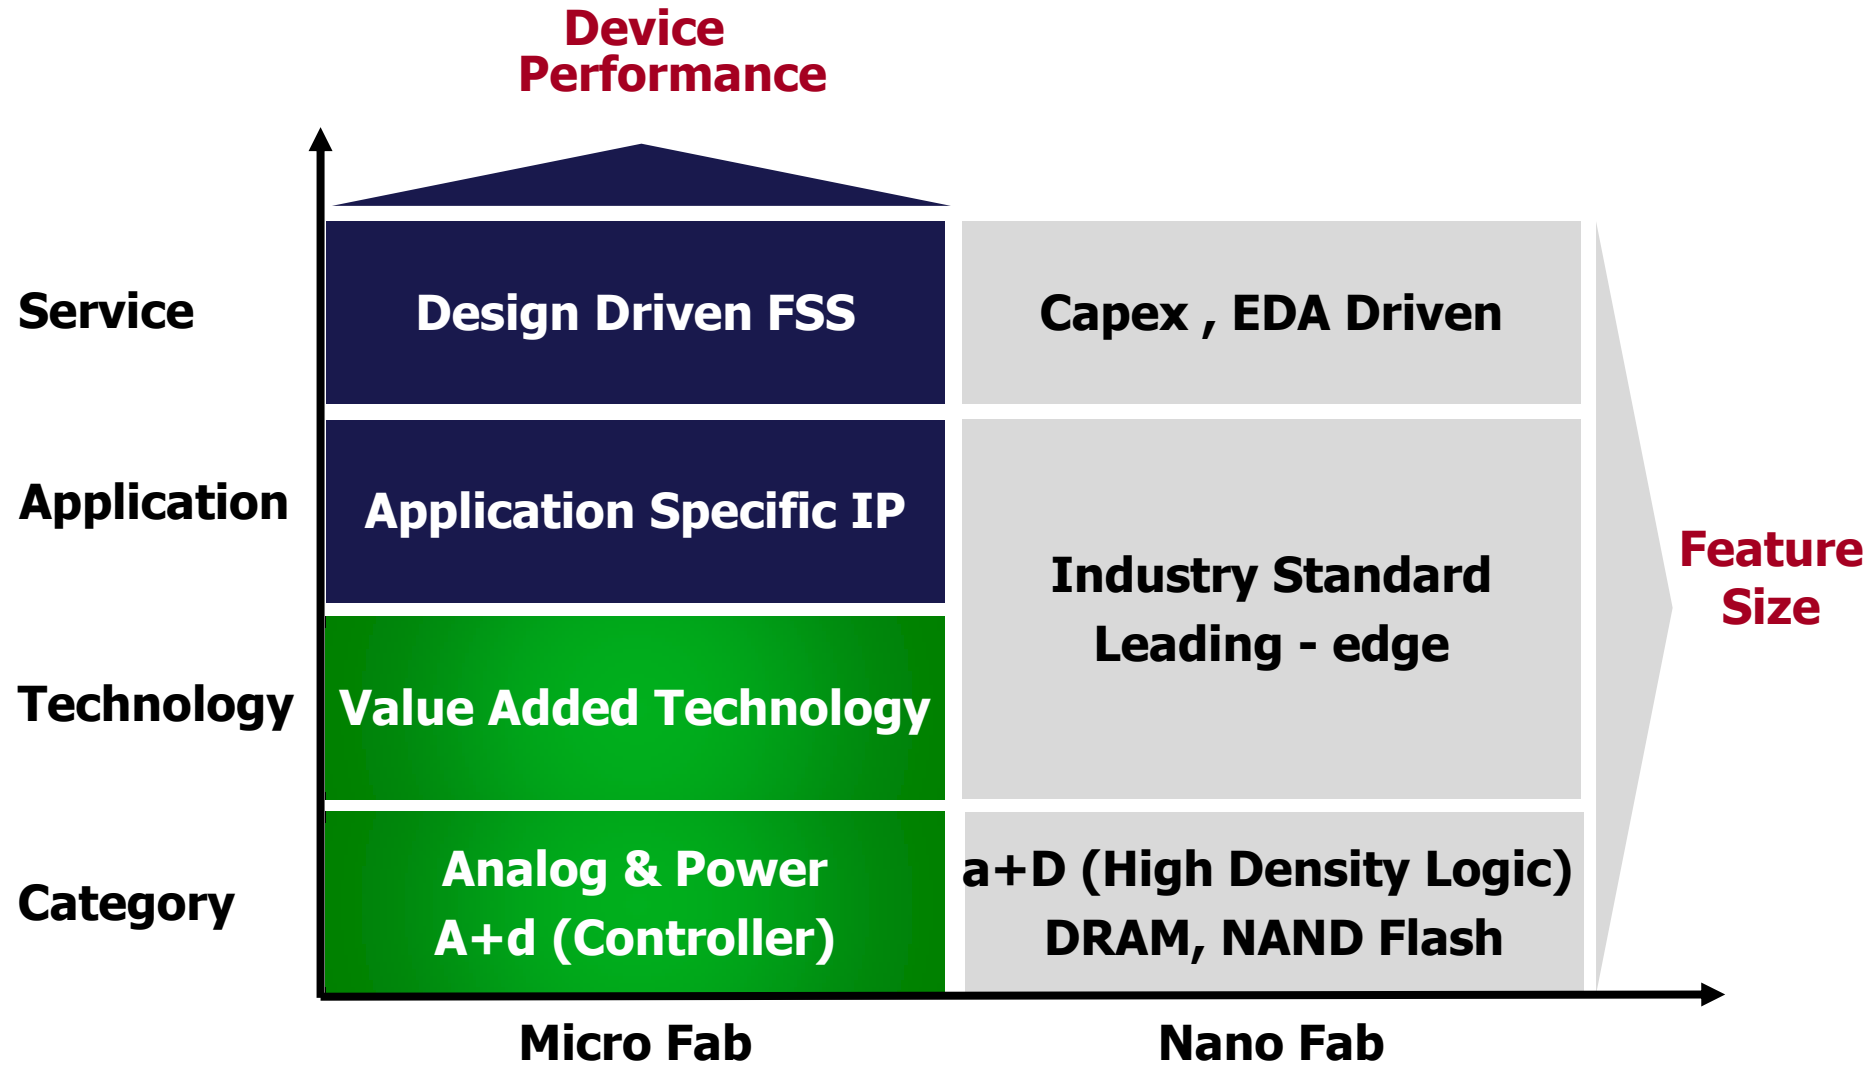 Device
Performance
Service
Design Driven FSS
Capex , EDA Driven
Application
Application Specific IP
Industry Standard
Leading - edge
Feature
Size
Technology
Value Added Technology
Category
Analog & Power
A+d (Controller)
a+D (High Density Logic)
DRAM, NAND Flash
Micro Fab
Nano Fab